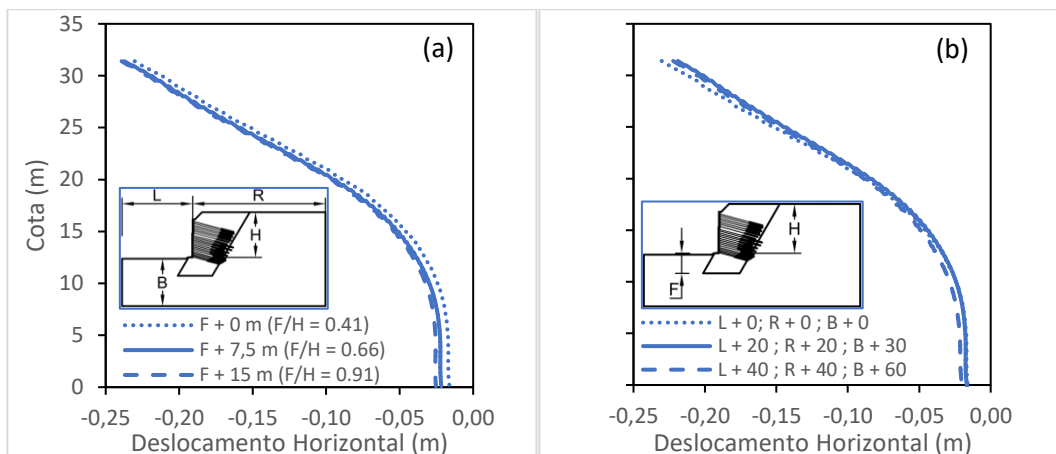 (a)
35
30
25
20
15
10
5
0
Cota (m)
L
R
H
B
F + 0 m (F/H = 0.41)
F + 7,5 m (F/H = 0.66)
F + 15 m (F/H = 0.91)
-0,25 -0,20 -0,15 -0,10 -0,05 0,00
Deslocamento Horizontal (m)
(b)
H
F
L + 0; R + 0 ; B + 0
L + 20 ; R + 20 ; B + 30
L + 40 ; R + 40 ; B + 60
-0,25 -0,20 -0,15 -0,10 -0,05 0,00
Deslocamento Horizontal (m)